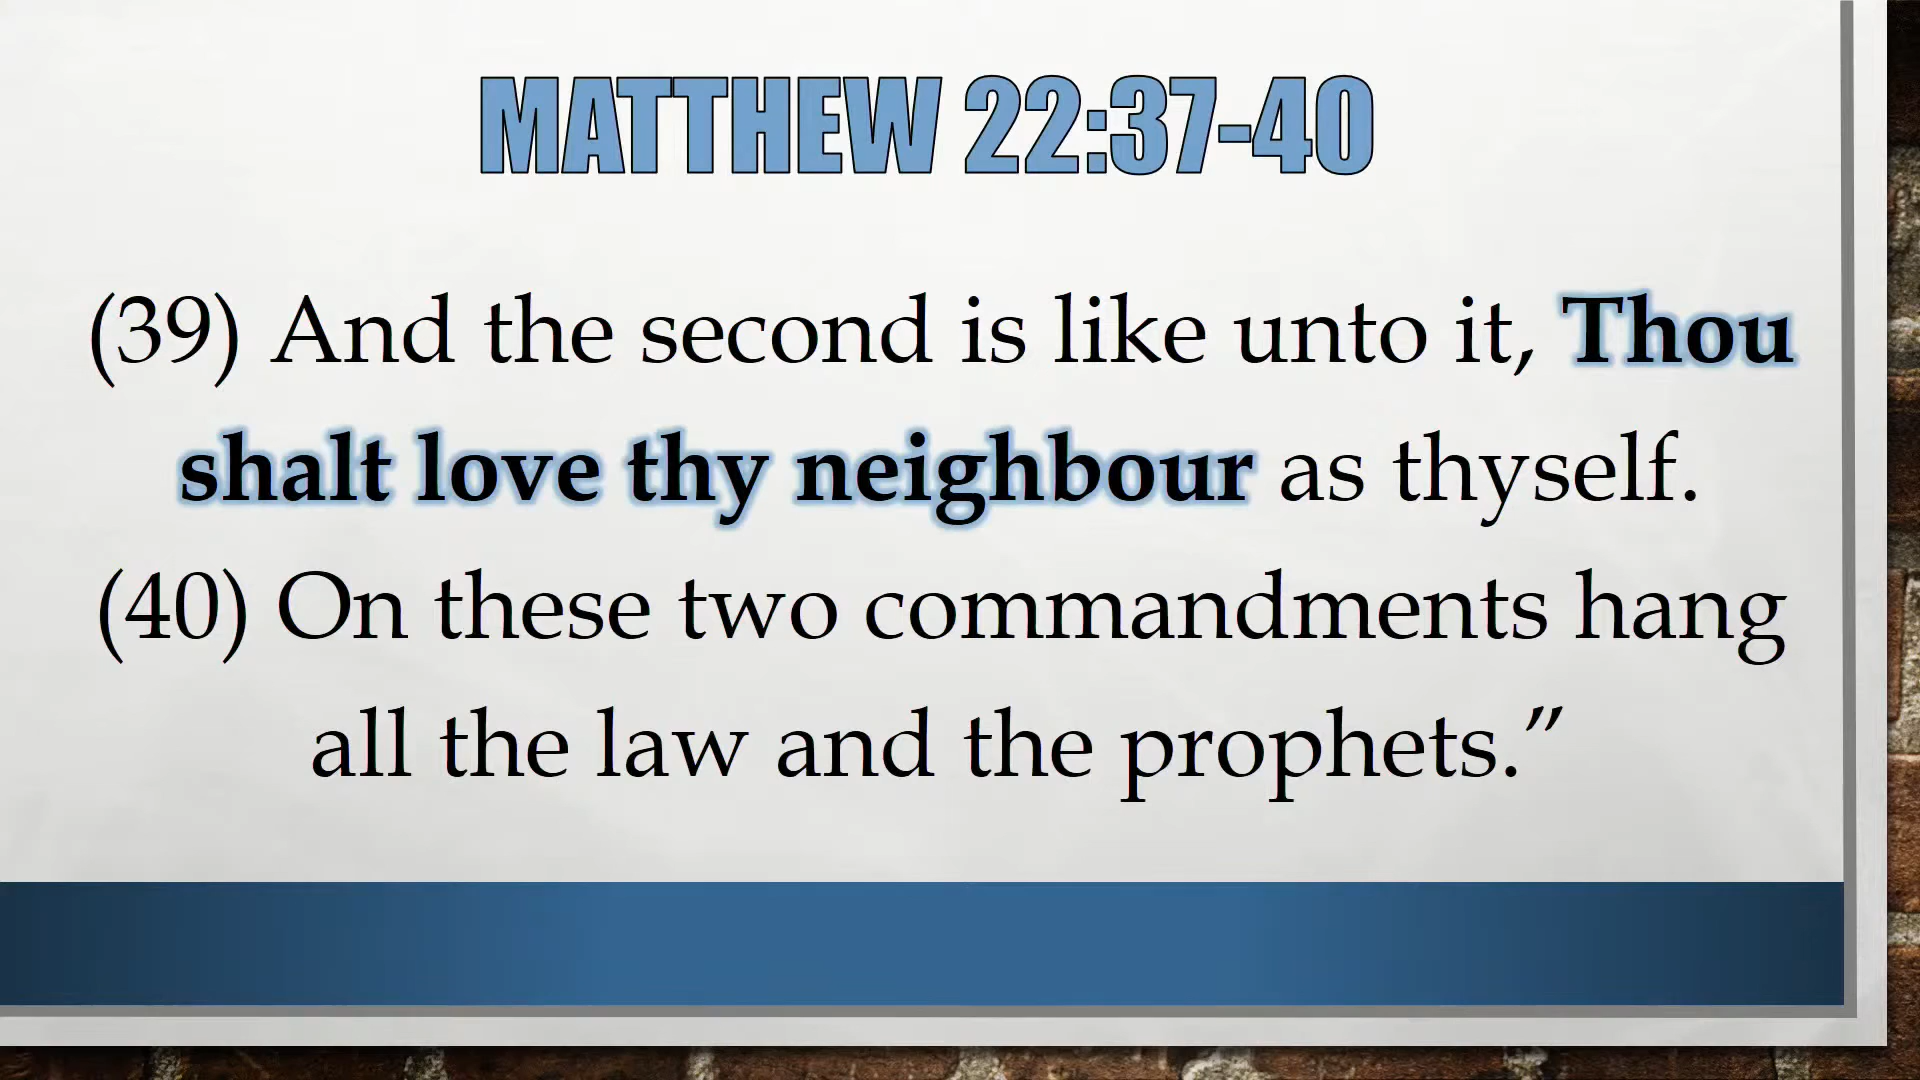 MATTHEW 22:37-40
(39) And the second is like unto it, Thou
shalt love thy neighbour as thyself.
(40) On these two commandments hang
all the law and the prophets.”